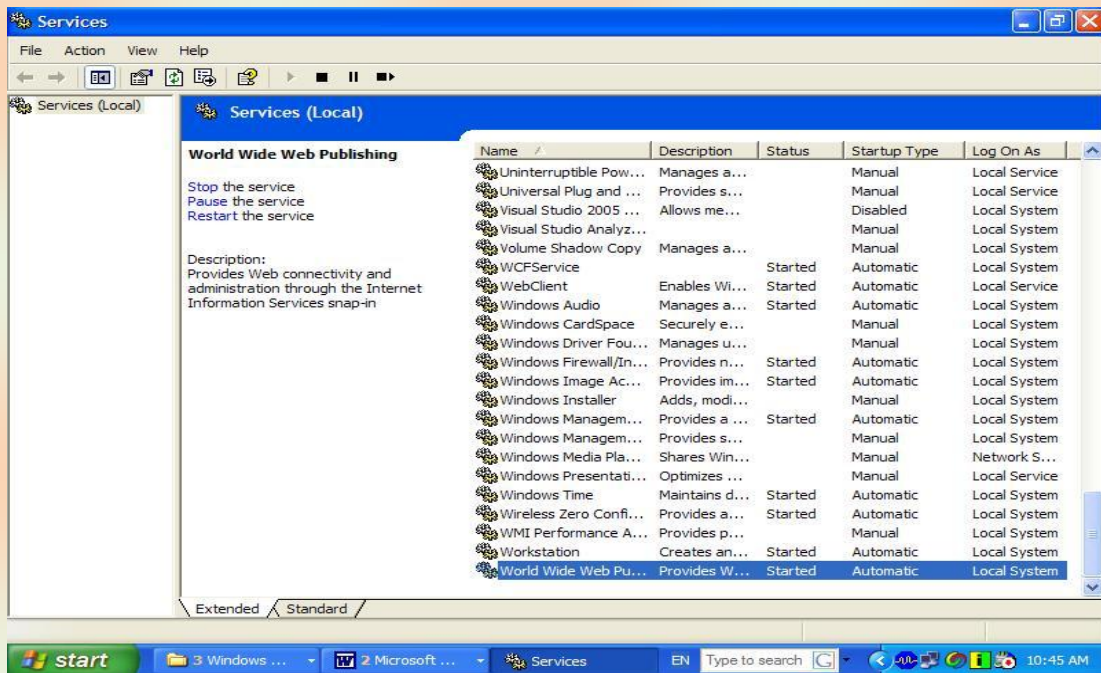 Services
File Action View Help
Services (Local)
Services (Local)
World Wide Web Publishing
Stop the service
Pause the service
Restart the service
Description:
Provides Web connectivity and
administration through the Internet
Information Services snap-in
Name Description Status Startup Type Log On As
Uninterruptible Pow... Manages a... Manual Local Service
Universal Plug and ... Provides s... Manual Local Service
Visual Studio 2005 ... Allows me... Disabled Local System
Visual Studio Analyz... Manual Local System
Volume Shadow Copy Manages a... Manual Local System
WCFService Started Automatic Local System
WebClient Enables Wi... Started Automatic Local Service
Windows Audio Manages a... Started Automatic Local System
Windows CardSpace Securely e... Manual Local System
Windows Driver Fou... Manages u... Manual Local System
Windows Firewall/In... Provides n... Started Automatic Local System
Windows Image Ac... Provides im... Started Automatic Local System
Windows Installer Adds, modi... Manual Local System
Windows Managem... Provides a ... Started Automatic Local System
Windows Managem... Provides s... Manual Local System
Windows Media Pla... Shares Win... Manual Network S...
Windows Presentati... Optimizes ... Manual Local Service
Windows Time Maintains d... Started Automatic Local System
Wireless Zero Confi... Provides a... Started Automatic Local System
WMI Performance A... Provides p... Manual Local System
Workstation Creates an... Started Automatic Local System
World Wide Web Pu... Provides W... Started Automatic Local System
Extended Standard
start 3 Windows ... 2 Microsoft ... Services EN Type to search G 10:45 AM